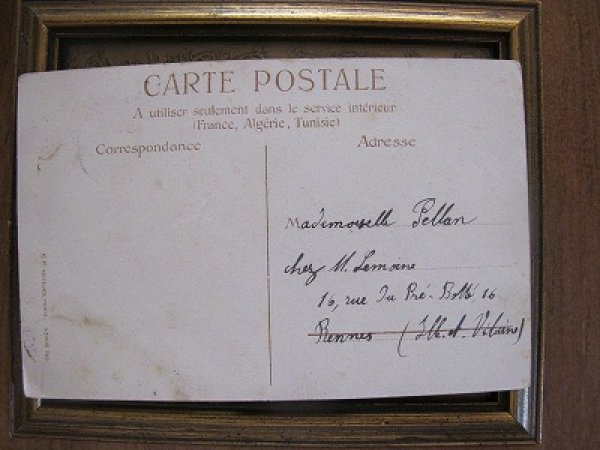 CARTE POSTALE
A utiliser seulement dans le service intérieur
(France, Algérie, Tunisie)
Correspondance
Adresse
Mademoiselle Pellan
chez M. Lemoine
16, rue du Pré-Botté 16
Rennes (Ille-et-Vilaine)